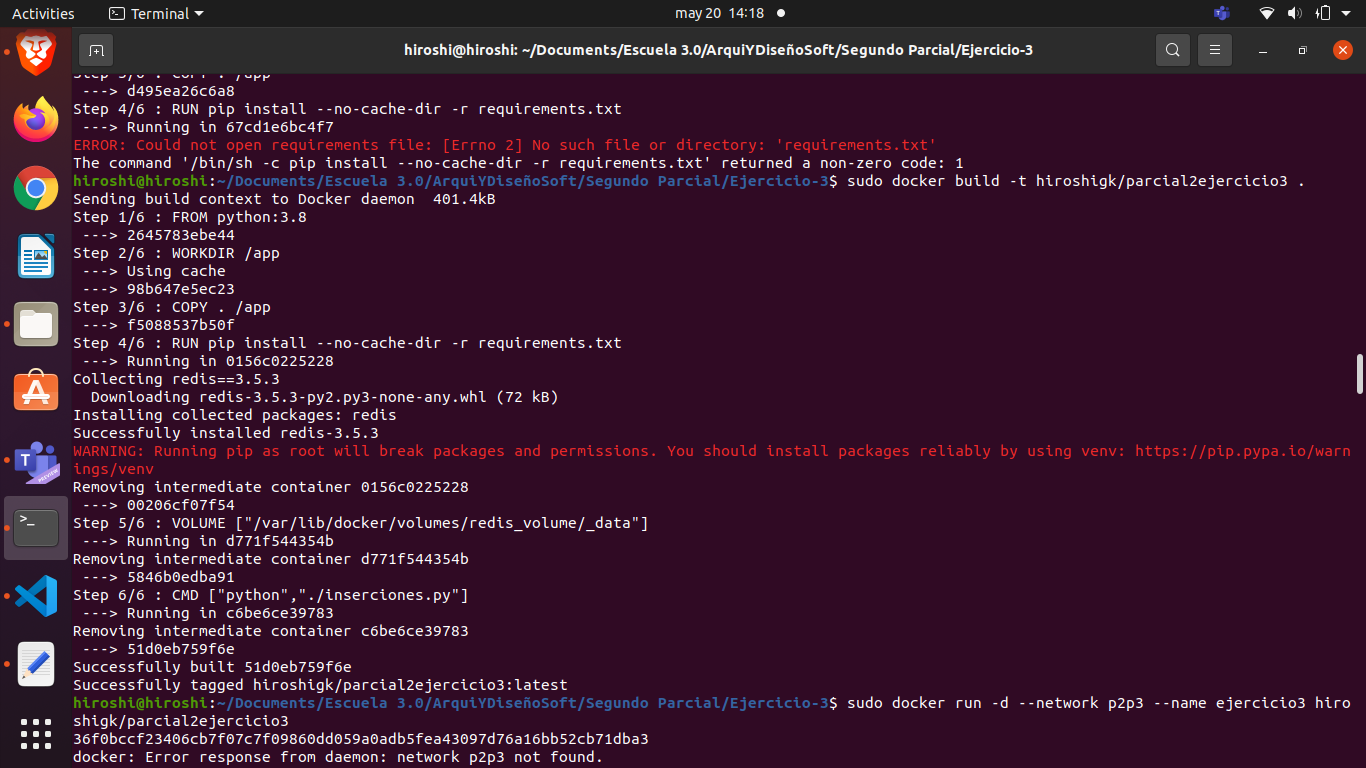 Activities
Terminal
may 20 14:18
hiroshi@hiroshi: ~/Documents/Escuela 3.0/ArquiYDiseñoSoft/Segundo Parcial/Ejercicio-3
Step 3/6 : COPY . /app
 ---> d495ea26c6a8
Step 4/6 : RUN pip install --no-cache-dir -r requirements.txt
 ---> Running in 67cd1e6bc4f7
ERROR: Could not open requirements file: [Errno 2] No such file or directory: 'requirements.txt'
The command '/bin/sh -c pip install --no-cache-dir -r requirements.txt' returned a non-zero code: 1
hiroshi@hiroshi:~/Documents/Escuela 3.0/ArquiYDiseñoSoft/Segundo Parcial/Ejercicio-3$ sudo docker build -t hiroshigk/parcial2ejercicio3 .
Sending build context to Docker daemon  401.4kB
Step 1/6 : FROM python:3.8
 ---> 2645783ebe44
Step 2/6 : WORKDIR /app
 ---> Using cache
 ---> 98b647e5ec23
Step 3/6 : COPY . /app
 ---> f5088537b50f
Step 4/6 : RUN pip install --no-cache-dir -r requirements.txt
 ---> Running in 0156c0225228
Collecting redis==3.5.3
  Downloading redis-3.5.3-py2.py3-none-any.whl (72 kB)
Installing collected packages: redis
Successfully installed redis-3.5.3
WARNING: Running pip as root will break packages and permissions. You should install packages reliably by using venv: https://pip.pypa.io/warn
ings/venv
Removing intermediate container 0156c0225228
 ---> 00206cf07f54
Step 5/6 : VOLUME ["/var/lib/docker/volumes/redis_volume/_data"]
 ---> Running in d771f544354b
Removing intermediate container d771f544354b
 ---> 5846b0edba91
Step 6/6 : CMD ["python","./inserciones.py"]
 ---> Running in c6be6ce39783
Removing intermediate container c6be6ce39783
 ---> 51d0eb759f6e
Successfully built 51d0eb759f6e
Successfully tagged hiroshigk/parcial2ejercicio3:latest
hiroshi@hiroshi:~/Documents/Escuela 3.0/ArquiYDiseñoSoft/Segundo Parcial/Ejercicio-3$ sudo docker run -d --network p2p3 --name ejercicio3 hiro
shigk/parcial2ejercicio3
36f0bccf23406cb7f07c7f09860dd059a0adb5fea43097d76a16bb52cb71dba3
docker: Error response from daemon: network p2p3 not found.